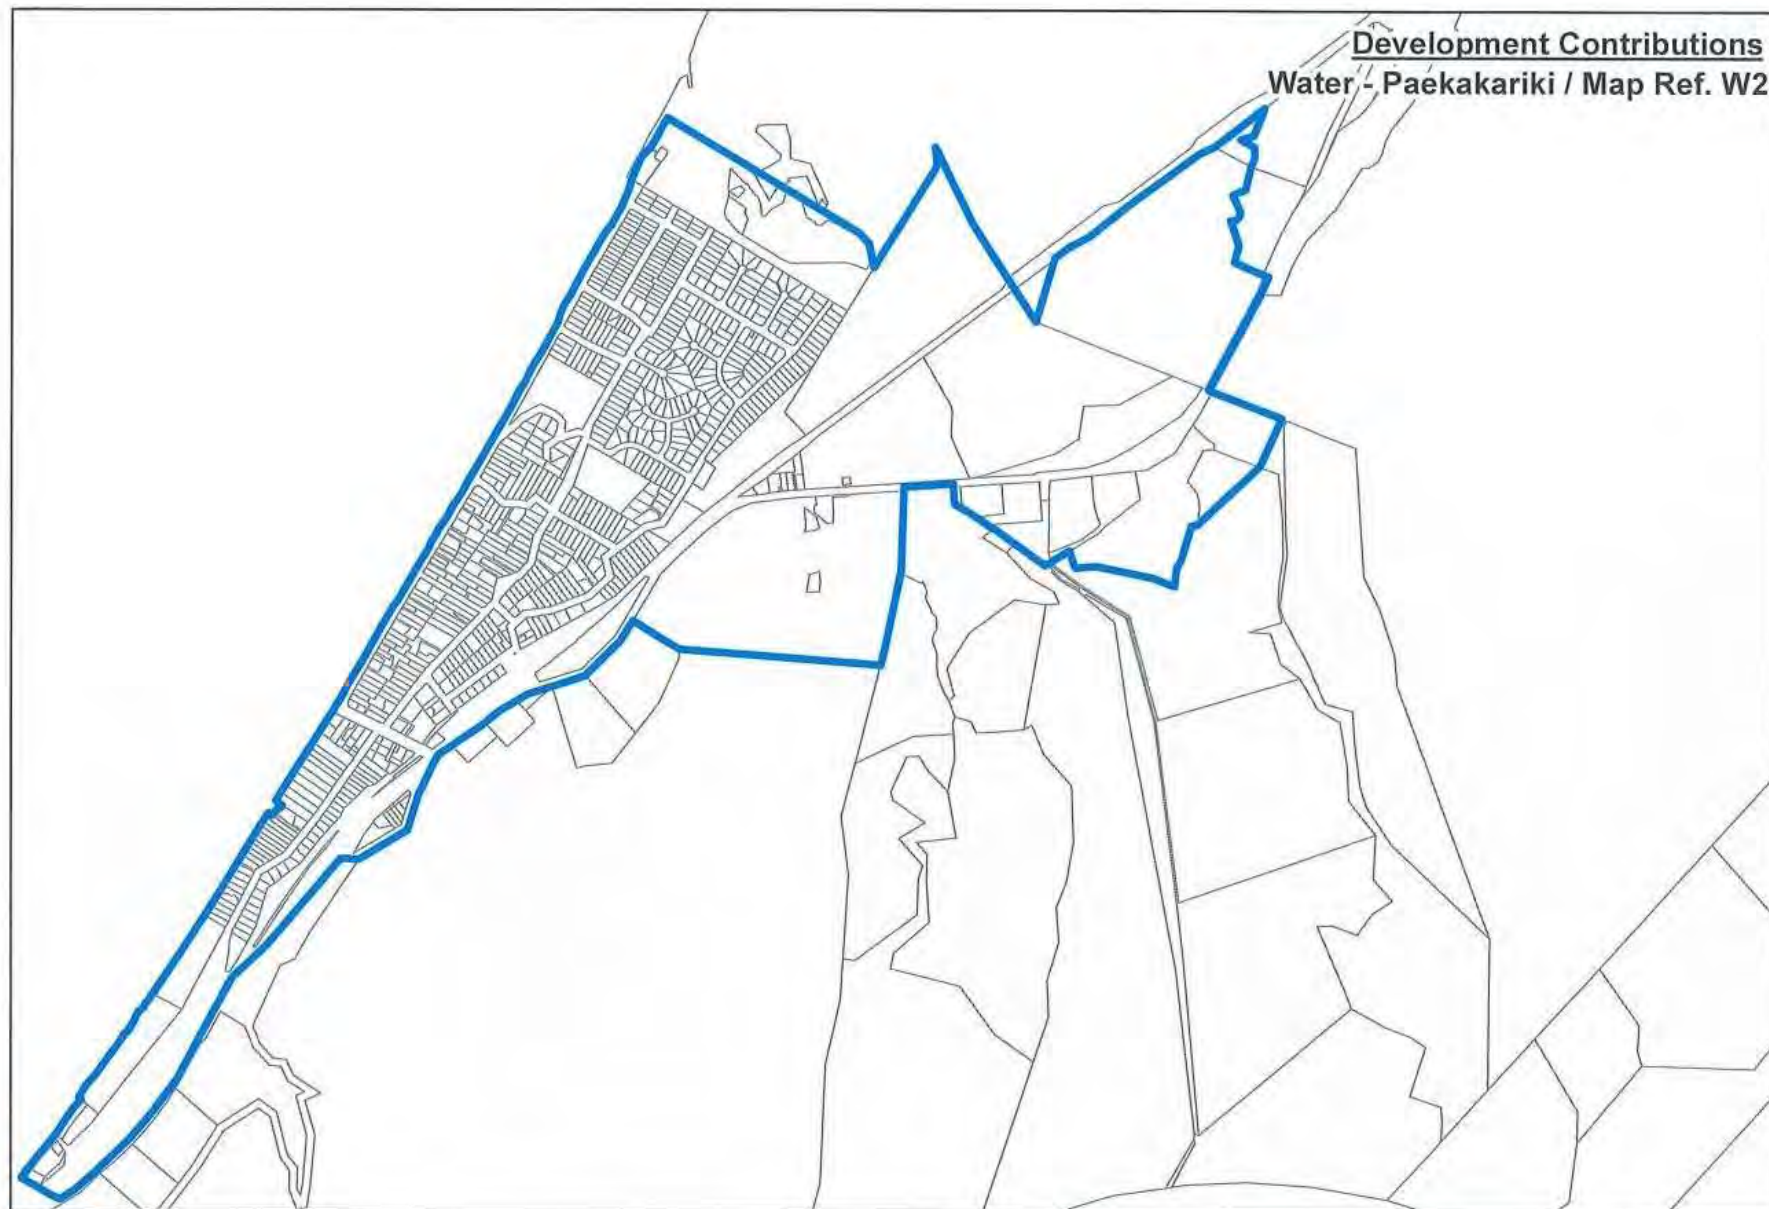 Development Contributions
Water - Paekakariki / Map Ref. W2